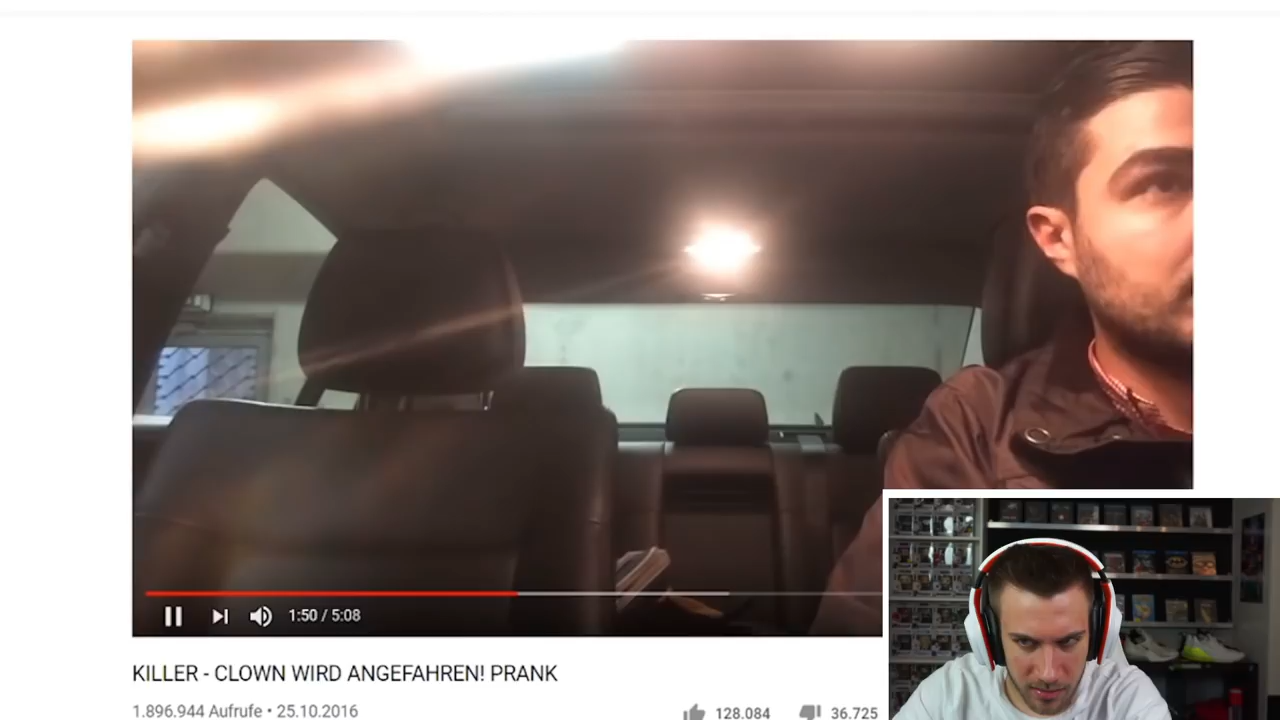 1:50 / 5:08
KILLER - CLOWN WIRD ANGEFAHREN! PRANK
1.896.944 Aufrufe • 25.10.2016
128.084
36.725